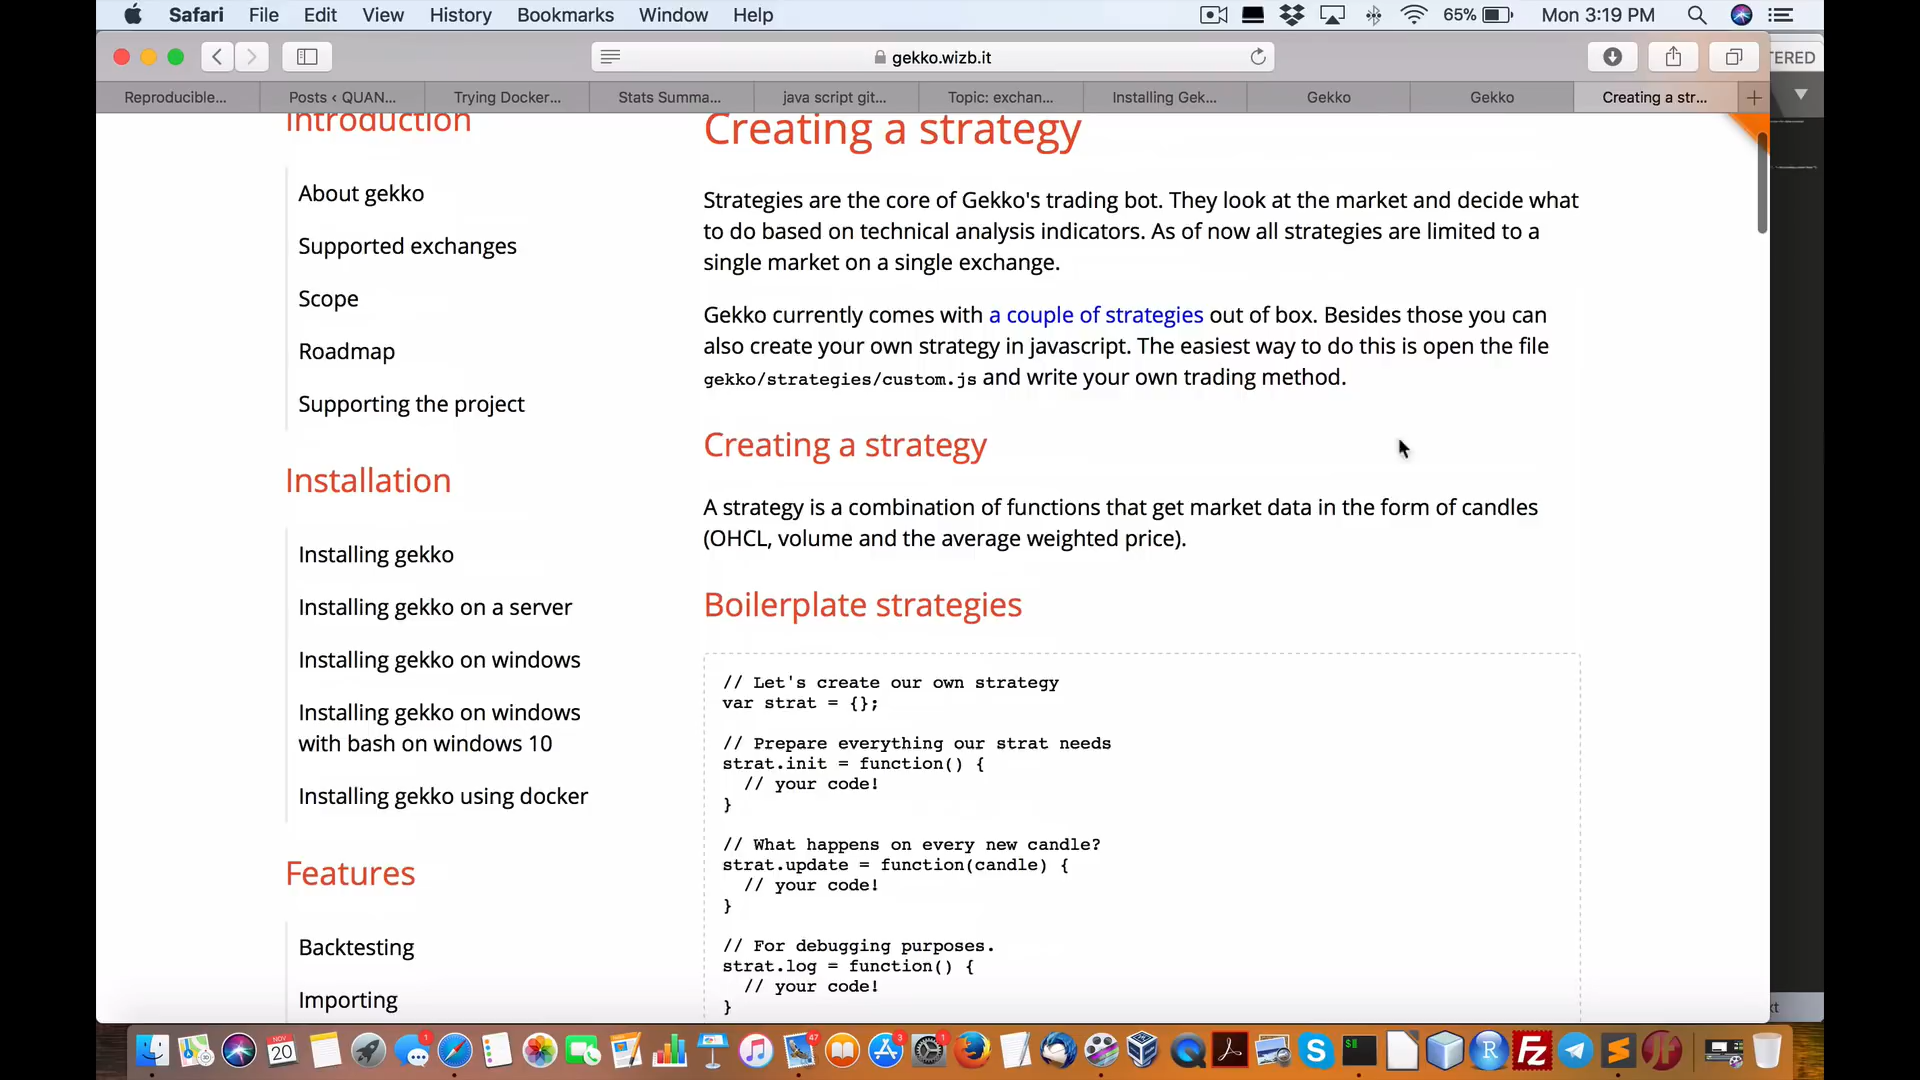 Safari File Edit View History Bookmarks Window Help 65% Mon 3:19 PM
gekko.wizb.it
TERED
Reproducible... Posts ‹ QUAN... Trying Docker... Stats Summa... java script git... Topic: exchan... Installing Gek... Gekko Gekko Creating a str...
Introduction
About gekko
Supported exchanges
Scope
Roadmap
Supporting the project
Installation
Installing gekko
Installing gekko on a server
Installing gekko on windows
Installing gekko on windows
with bash on windows 10
Installing gekko using docker
Features
Backtesting
Importing
Creating a strategy
Strategies are the core of Gekko's trading bot. They look at the market and decide what
to do based on technical analysis indicators. As of now all strategies are limited to a
single market on a single exchange.
Gekko currently comes with a couple of strategies out of box. Besides those you can
also create your own strategy in javascript. The easiest way to do this is open the file
gekko/strategies/custom.js and write your own trading method.
Creating a strategy
A strategy is a combination of functions that get market data in the form of candles
(OHCL, volume and the average weighted price).
Boilerplate strategies
// Let's create our own strategy
var strat = {};
// Prepare everything our strat needs
strat.init = function() {
// your code!
}
// What happens on every new candle?
strat.update = function(candle) {
// your code!
}
// For debugging purposes.
strat.log = function() {
// your code!
}
NOV
20
1
47
3
1